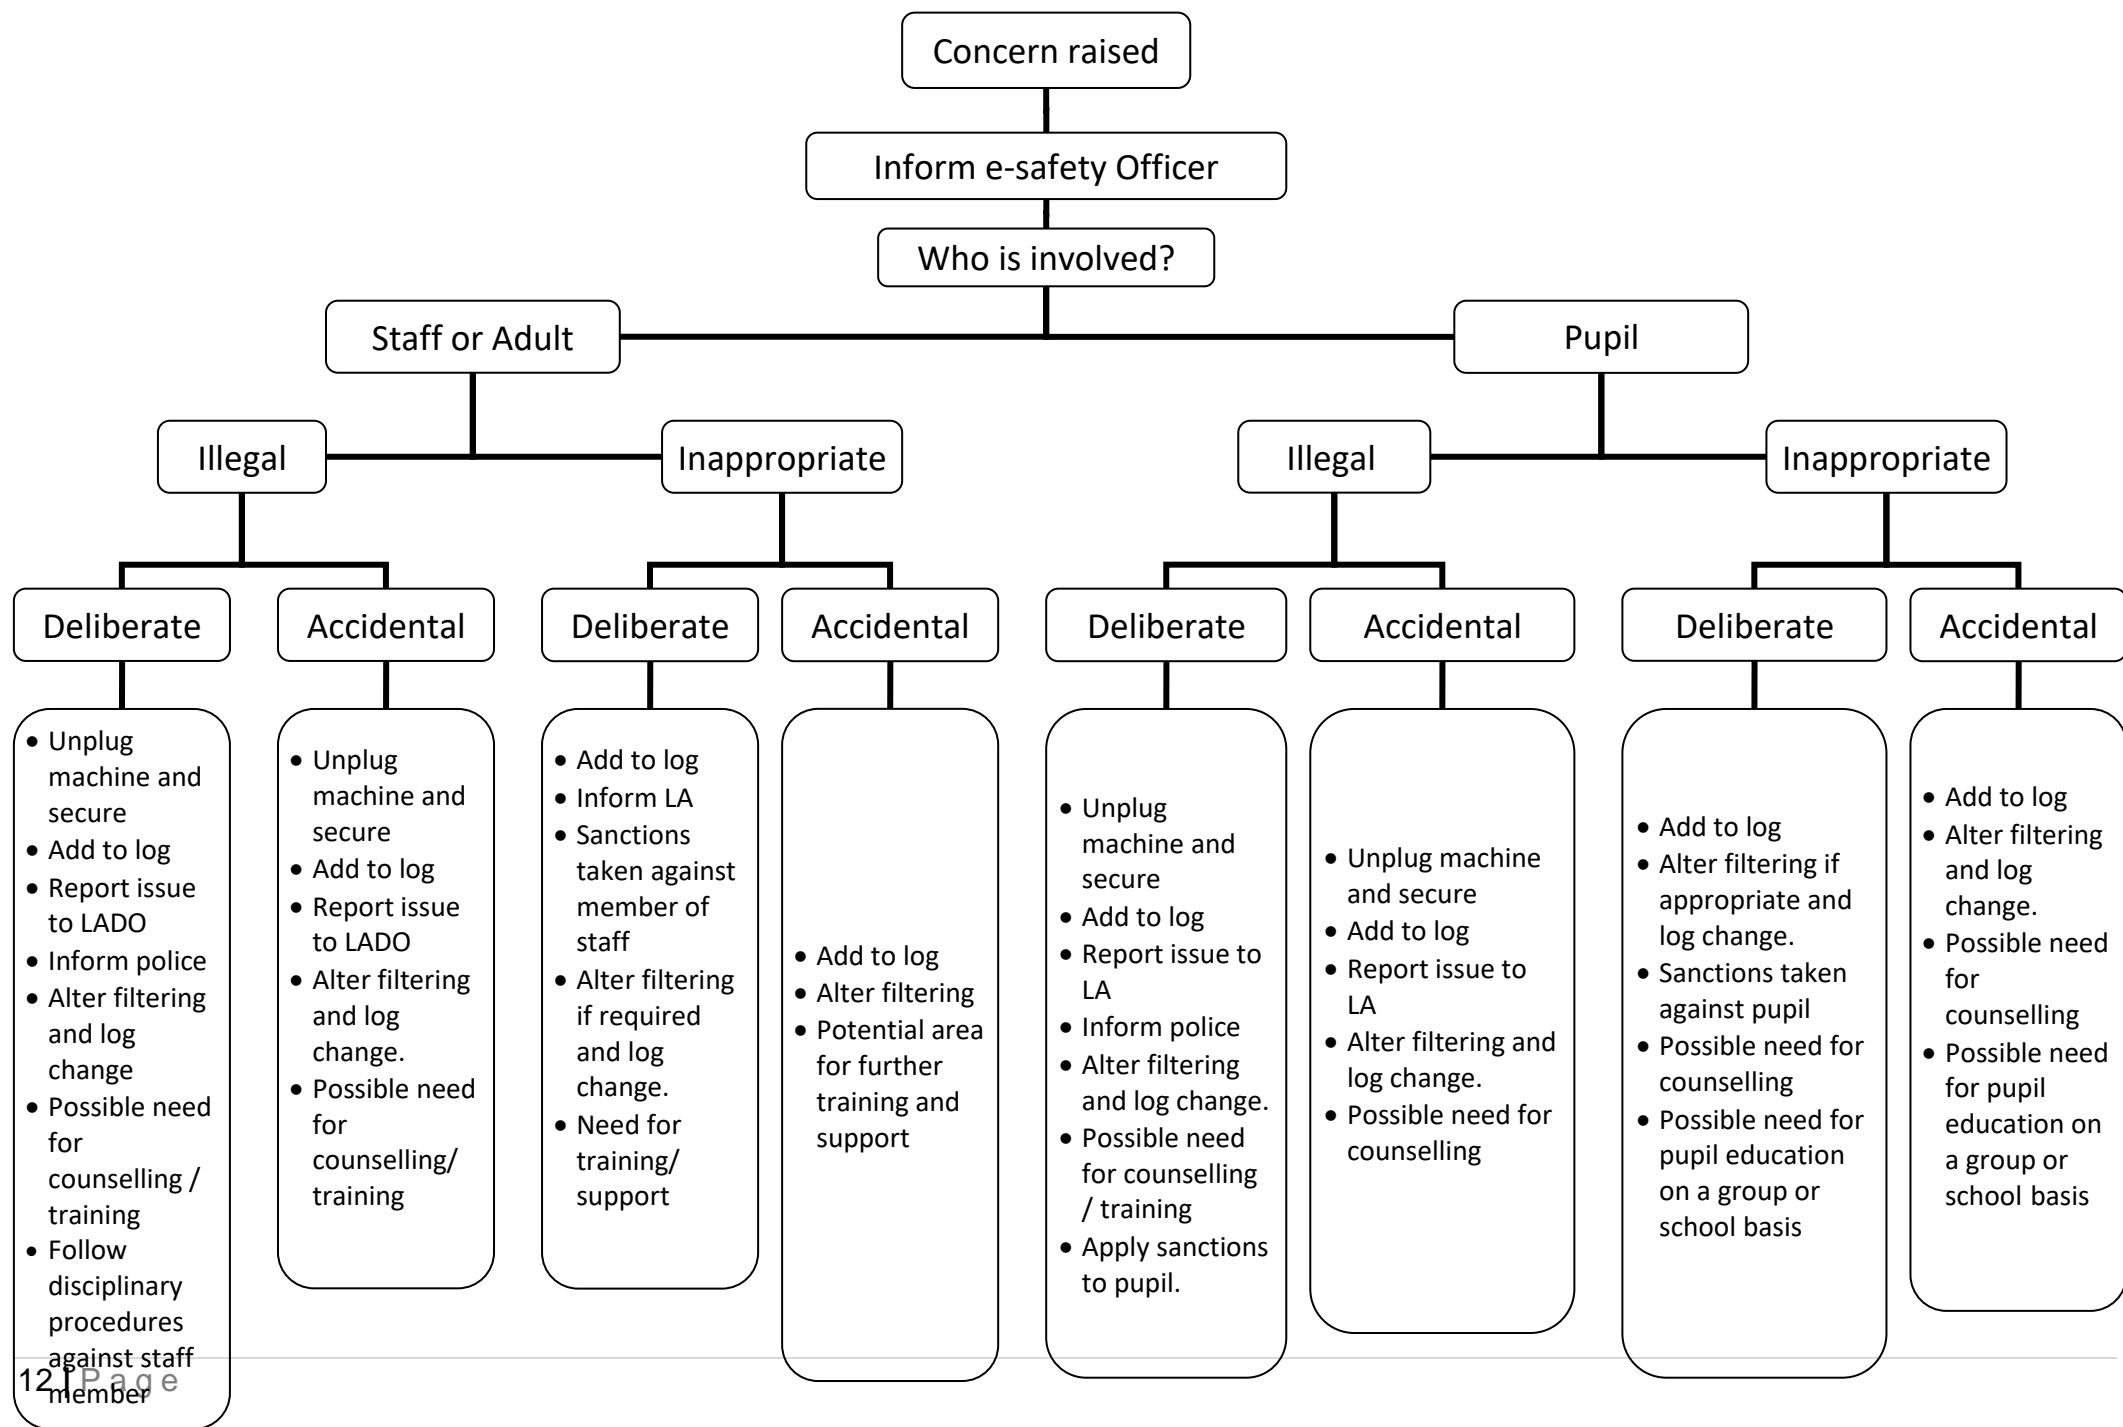 Concern raised
Inform e-safety Officer
Who is involved?
Staff or Adult
Pupil
Illegal
Inappropriate
Illegal
Inappropriate
Deliberate
Accidental
Deliberate
Accidental
Deliberate
Accidental
Deliberate
Accidental
• Unplug
machine and
secure
• Add to log
• Report issue
to LADO
• Inform police
• Alter filtering
and log
change
• Possible need
for
counselling /
training
• Follow
disciplinary
procedures
against staff
member
• Unplug
machine and
secure
• Add to log
• Report issue
to LADO
• Alter filtering
and log
change.
• Possible need
for
counselling/
training
• Add to log
• Inform LA
• Sanctions
taken against
member of
staff
• Alter filtering
if required
and log
change.
• Need for
training/
support
• Add to log
• Alter filtering
• Potential area
for further
training and
support
• Unplug
machine and
secure
• Add to log
• Report issue to
LA
• Inform police
• Alter filtering
and log change.
• Possible need
for counselling
/ training
• Apply sanctions
to pupil.
• Unplug machine
and secure
• Add to log
• Report issue to
LA
• Alter filtering and
log change.
• Possible need for
counselling
• Add to log
• Alter filtering if
appropriate and
log change.
• Sanctions taken
against pupil
• Possible need for
counselling
• Possible need for
pupil education
on a group or
school basis
• Add to log
• Alter filtering
and log
change.
• Possible need
for
counselling
• Possible need
for pupil
education on
a group or
school basis
12 | Page